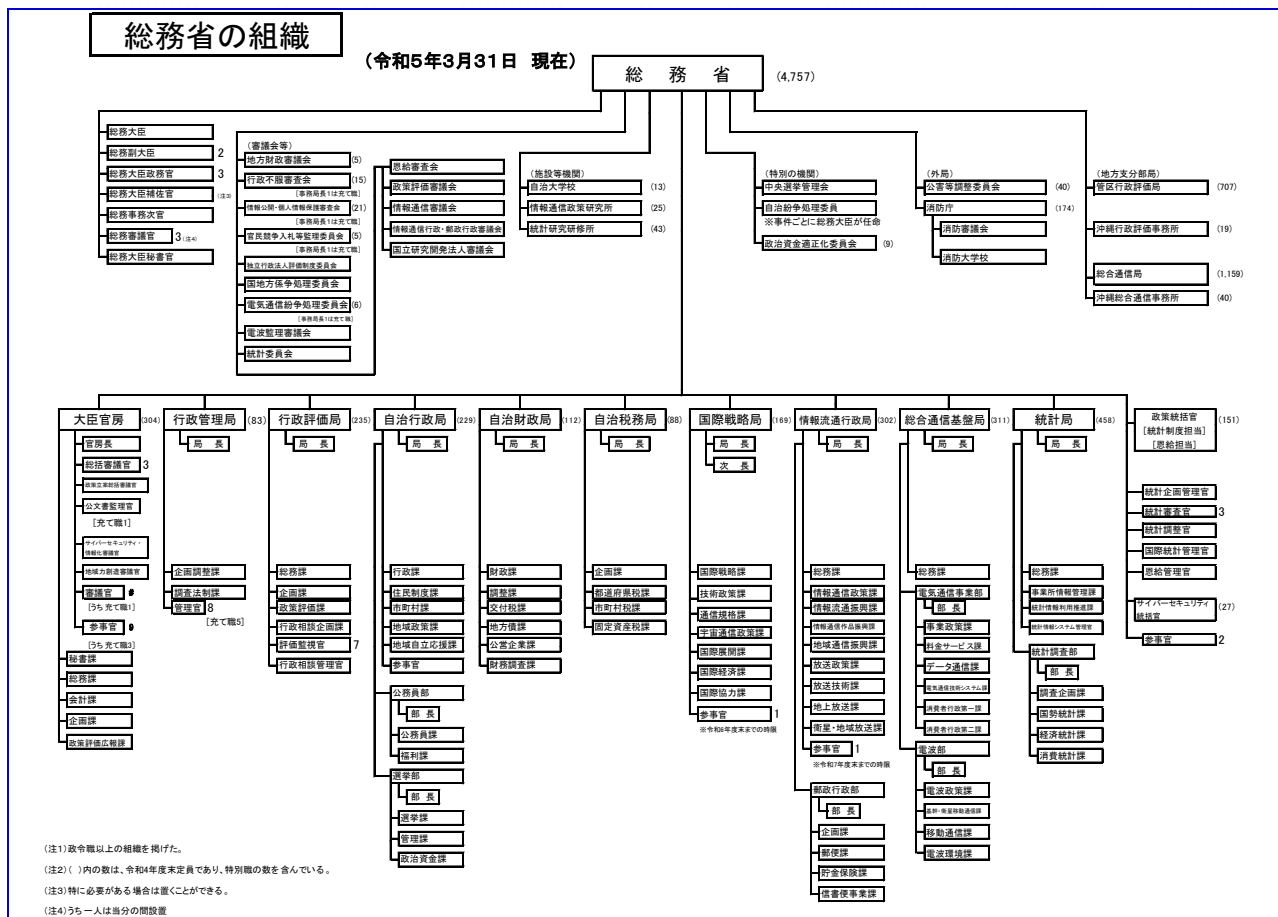 総務省の組織
(令和5年3月31日 現在)
総 務 省 (4,757)
総務大臣
総務副大臣 2
総務大臣政務官 3
総務大臣補佐官 (注3)
総務事務次官
総務審議官 3(注4)
総務大臣秘書官
(審議会等)
地方財政審議会 (5)
行政不服審査会 (15)
[事務局長1は充て職]
情報公開・個人情報保護審査会 (21)
[事務局長1は充て職]
官民競争入札等監理委員会 (5)
[事務局長1は充て職]
独立行政法人評価制度委員会
国地方係争処理委員会
電気通信紛争処理委員会 (6)
[事務局長1は充て職]
電波監理審議会
統計委員会
恩給審査会
政策評価審議会
情報通信審議会
情報通信行政・郵政行政審議会
国立研究開発法人審議会
(施設等機関)
自治大学校 (13)
情報通信政策研究所 (25)
統計研究研修所 (43)
(特別の機関)
中央選挙管理会
自治紛争処理委員
※事件ごとに総務大臣が任命
政治資金適正化委員会 (9)
(外局)
公害等調整委員会 (40)
消防庁 (174)
消防審議会
消防大学校
(地方支分部局)
管区行政評価局 (707)
沖縄行政評価事務所 (19)
総合通信局 (1,159)
沖縄総合通信事務所 (40)
大臣官房 (304)
官房長
総括審議官 3
政策立案総括審議官
公文書監理官
[充て職1]
サイバーセキュリティ・
情報化審議官
地域力創造審議官
審議官 #
[うち充て職1]
参事官 9
[うち充て職3]
秘書課
総務課
会計課
企画課
政策評価広報課
行政管理局 (83)
局 長
企画調整課
調査法制課
管理官 8
[充て職5]
行政評価局 (235)
局 長
総務課
企画課
政策評価課
行政相談企画課
評価監視官 7
行政相談管理官
自治行政局 (229)
局 長
行政課
住民制度課
市町村課
地域政策課
地域自立応援課
参事官
公務員部
部 長
公務員課
福利課
選挙部
部 長
選挙課
管理課
政治資金課
自治財政局 (112)
局 長
財政課
調整課
交付税課
地方債課
公営企業課
財務調査課
自治税務局 (88)
局 長
企画課
都道府県税課
市町村税課
固定資産税課
国際戦略局 (169)
局 長
次 長
国際戦略課
技術政策課
通信規格課
宇宙通信政策課
国際展開課
国際経済課
国際協力課
参事官 1
※令和6年度末までの時限
情報流通行政局 (302)
局 長
総務課
情報通信政策課
情報流通振興課
情報通信作品振興課
地域通信振興課
放送政策課
放送技術課
地上放送課
衛星・地域放送課
参事官 1
※令和7年度末までの時限
郵政行政部
部 長
企画課
郵便課
貯金保険課
信書便事業課
総合通信基盤局 (311)
局 長
総務課
電気通信事業部
部 長
事業政策課
料金サービス課
データ通信課
電気通信技術システム課
消費者行政第一課
消費者行政第二課
電波部
部 長
電波政策課
基幹・衛星移動通信課
移動通信課
電波環境課
統計局 (458)
局 長
総務課
事業所情報管理課
統計情報利用推進課
統計情報システム管理官
統計調査部
部 長
調査企画課
国勢統計課
経済統計課
消費統計課
政策統括官 (151)
[統計制度担当]
[恩給担当]
統計企画管理官
統計審査官 3
統計調整官
国際統計管理官
恩給管理官
サイバーセキュリティ
統括官 (27)
参事官 2
(注1)政令職以上の組織を掲げた。
(注2)( )内の数は、令和4年度末定員であり、特別職の数を含んでいる。
(注3)特に必要がある場合は置くことができる。
(注4)うち一人は当分の間設置